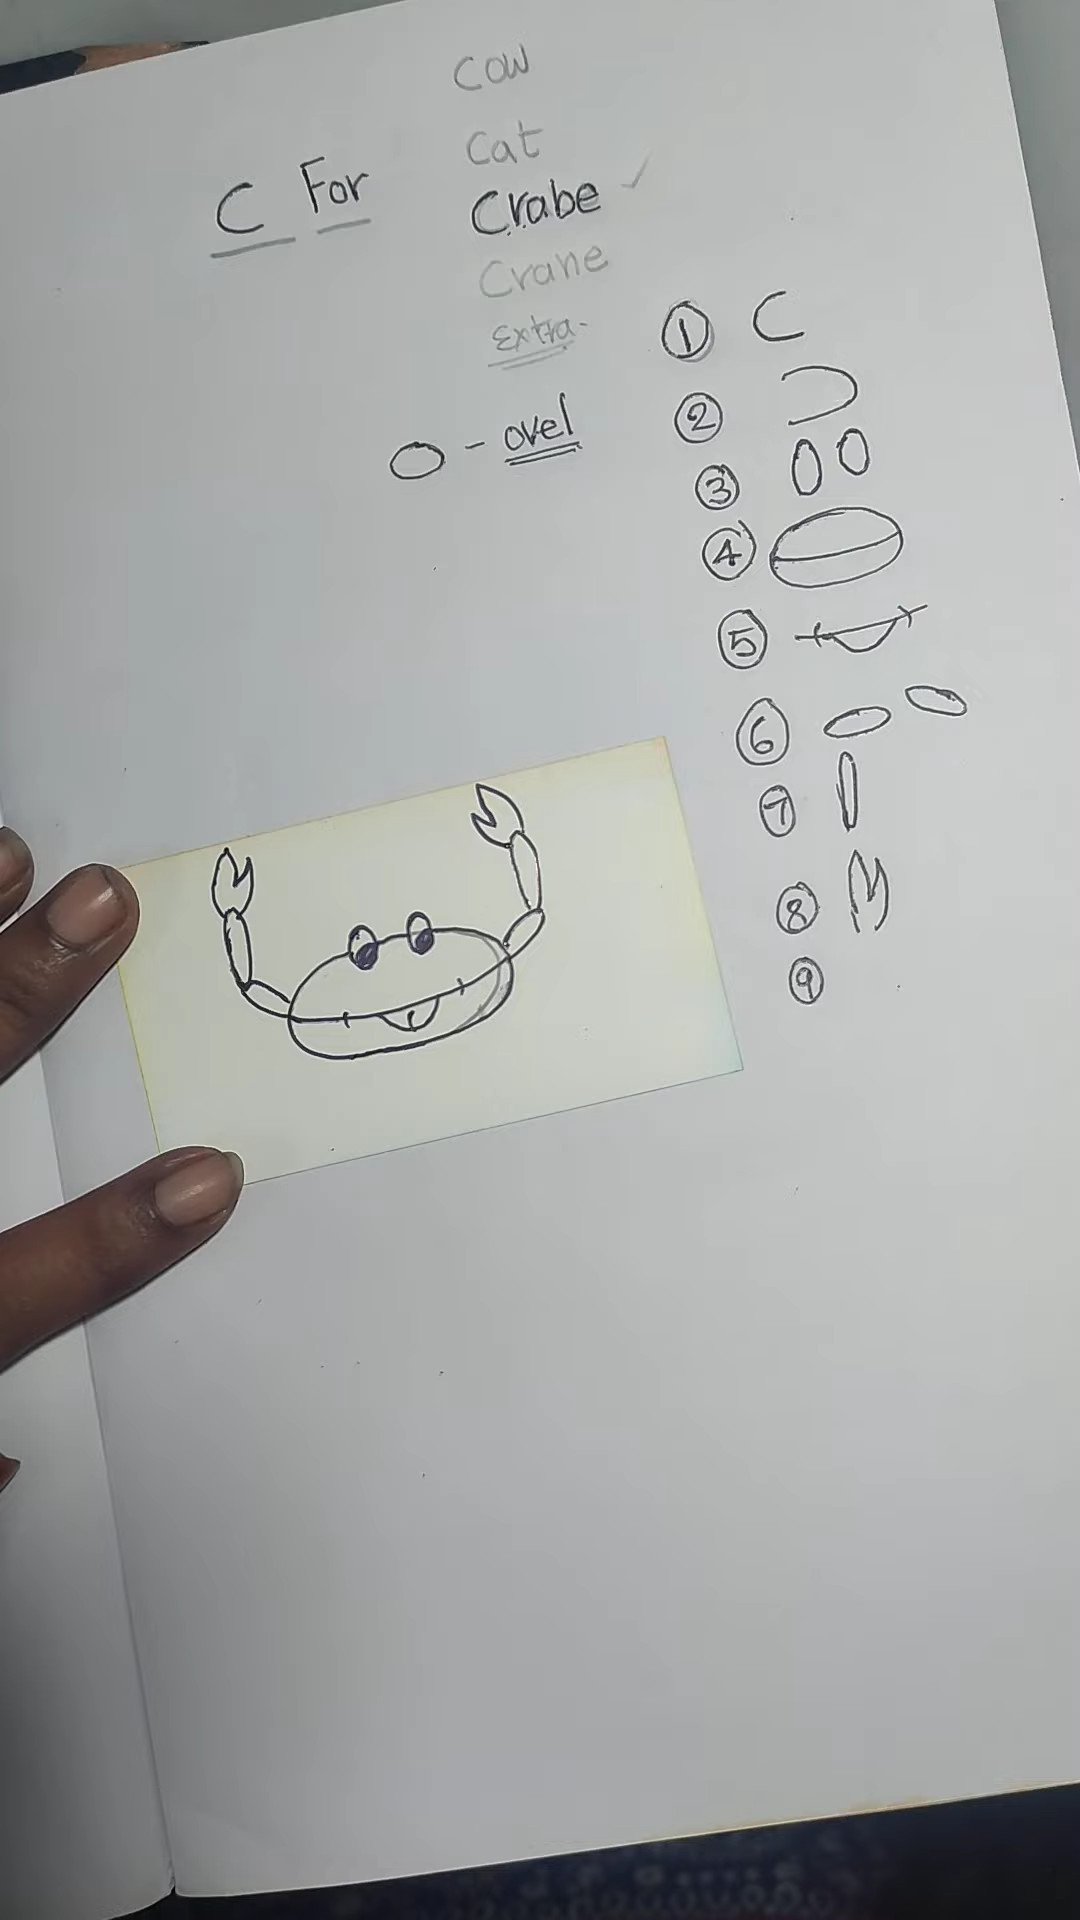 Cow
Cat
C For
Crabe
Crane
Extra-
O - ovel
① C
②
③
④
⑤
⑥
⑦
⑧
⑨